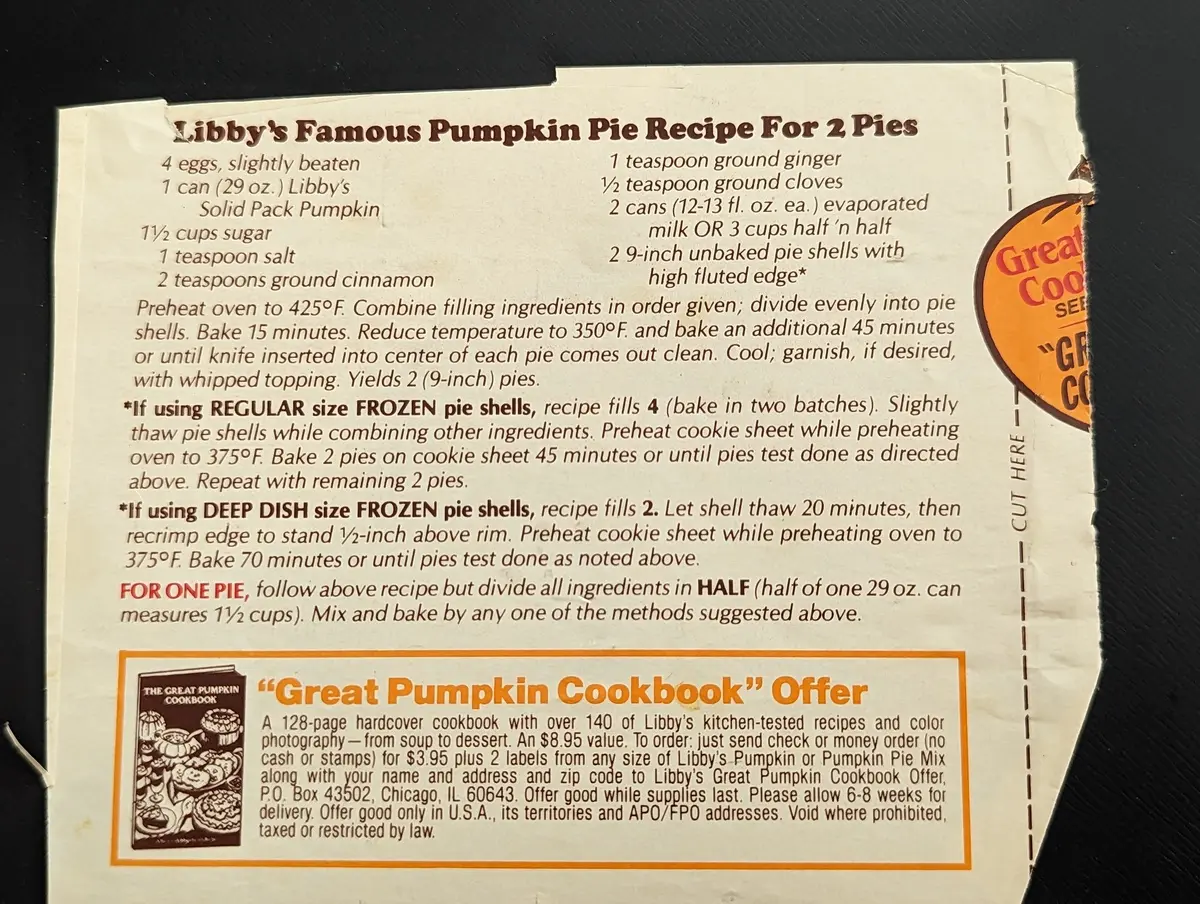 Libby's Famous Pumpkin Pie Recipe For 2 Pies
4 eggs, slightly beaten
1 can (29 oz.) Libby's
Solid Pack Pumpkin
1½ cups sugar
1 teaspoon salt
2 teaspoons ground cinnamon
1 teaspoon ground ginger
½ teaspoon ground cloves
2 cans (12-13 fl. oz. ea.) evaporated
milk OR 3 cups half 'n half
2 9-inch unbaked pie shells with
high fluted edge*
Preheat oven to 425°F. Combine filling ingredients in order given; divide evenly into pie
shells. Bake 15 minutes. Reduce temperature to 350°F. and bake an additional 45 minutes
or until knife inserted into center of each pie comes out clean. Cool; garnish, if desired,
with whipped topping. Yields 2 (9-inch) pies.
*If using REGULAR size FROZEN pie shells, recipe fills 4 (bake in two batches). Slightly
thaw pie shells while combining other ingredients. Preheat cookie sheet while preheating
oven to 375°F. Bake 2 pies on cookie sheet 45 minutes or until pies test done as directed
above. Repeat with remaining 2 pies.
*If using DEEP DISH size FROZEN pie shells, recipe fills 2. Let shell thaw 20 minutes, then
recrimp edge to stand ½-inch above rim. Preheat cookie sheet while preheating oven to
375°F. Bake 70 minutes or until pies test done as noted above.
FOR ONE PIE, follow above recipe but divide all ingredients in HALF (half of one 29 oz. can
measures 1½ cups). Mix and bake by any one of the methods suggested above.
THE GREAT PUMPKIN
COOKBOOK
"Great Pumpkin Cookbook" Offer
A 128-page hardcover cookbook with over 140 of Libby's kitchen-tested recipes and color
photography—from soup to dessert. An $8.95 value. To order: just send check or money order (no
cash or stamps) for $3.95 plus 2 labels from any size of Libby's Pumpkin or Pumpkin Pie Mix
along with your name and address and zip code to Libby's Great Pumpkin Cookbook Offer,
P.O. Box 43502, Chicago, IL 60643. Offer good while supplies last. Please allow 6-8 weeks for
delivery. Offer good only in U.S.A., its territories and APO/FPO addresses. Void where prohibited,
taxed or restricted by law.
CUT HERE
Great
Coo
SEE
"GR
CO